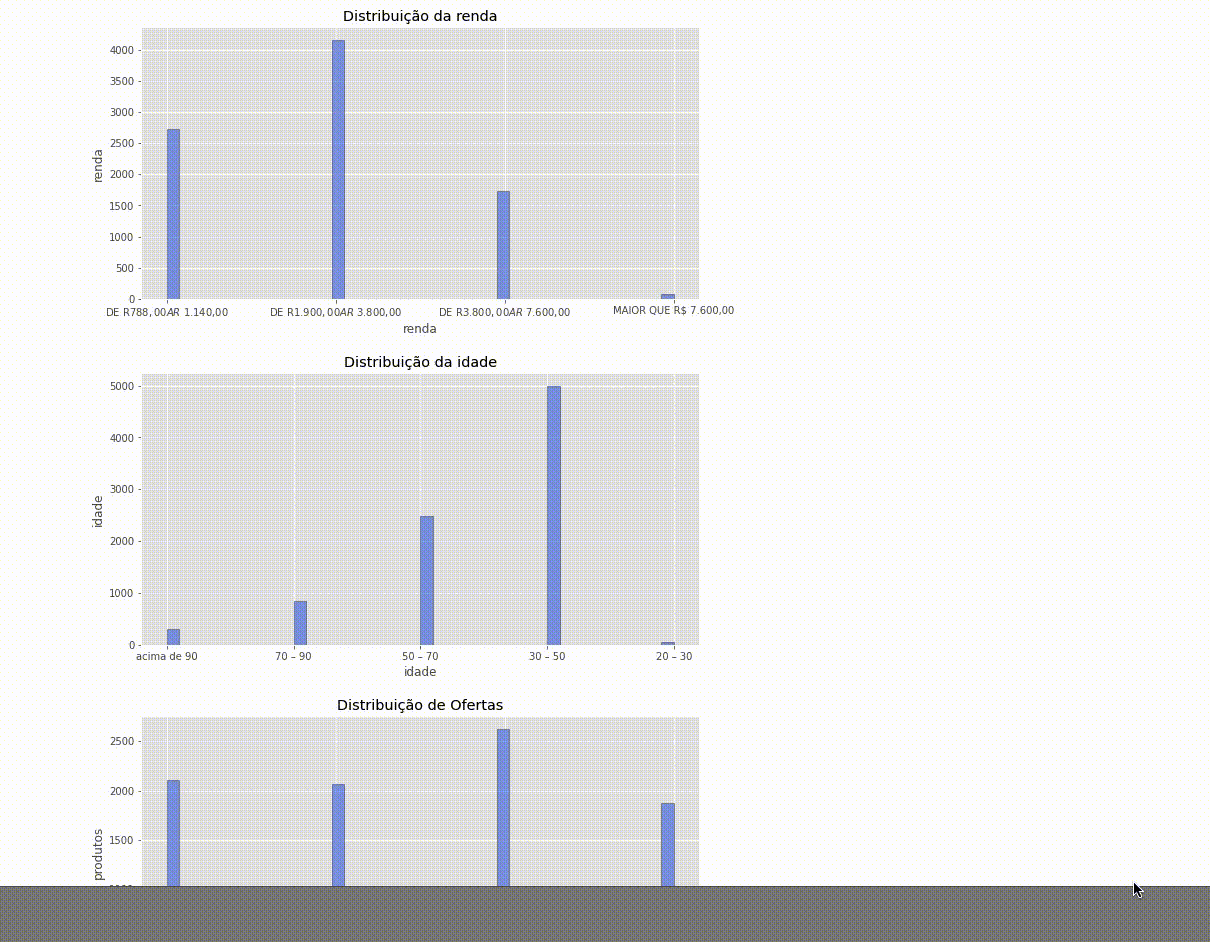 Distribuição da renda
4000
3500
3000
2500
2000
1500
1000
500
0
renda
DE R788,00AR 1.140,00 DE R1.900,00AR 3.800,00 DE R3.800,00AR 7.600,00 MAIOR QUE R$ 7.600,00
renda
Distribuição da idade
5000
4000
3000
2000
1000
0
idade
acima de 90 70 – 90 50 – 70 30 – 50 20 – 30
idade
Distribuição de Ofertas
2500
2000
1500
produtos